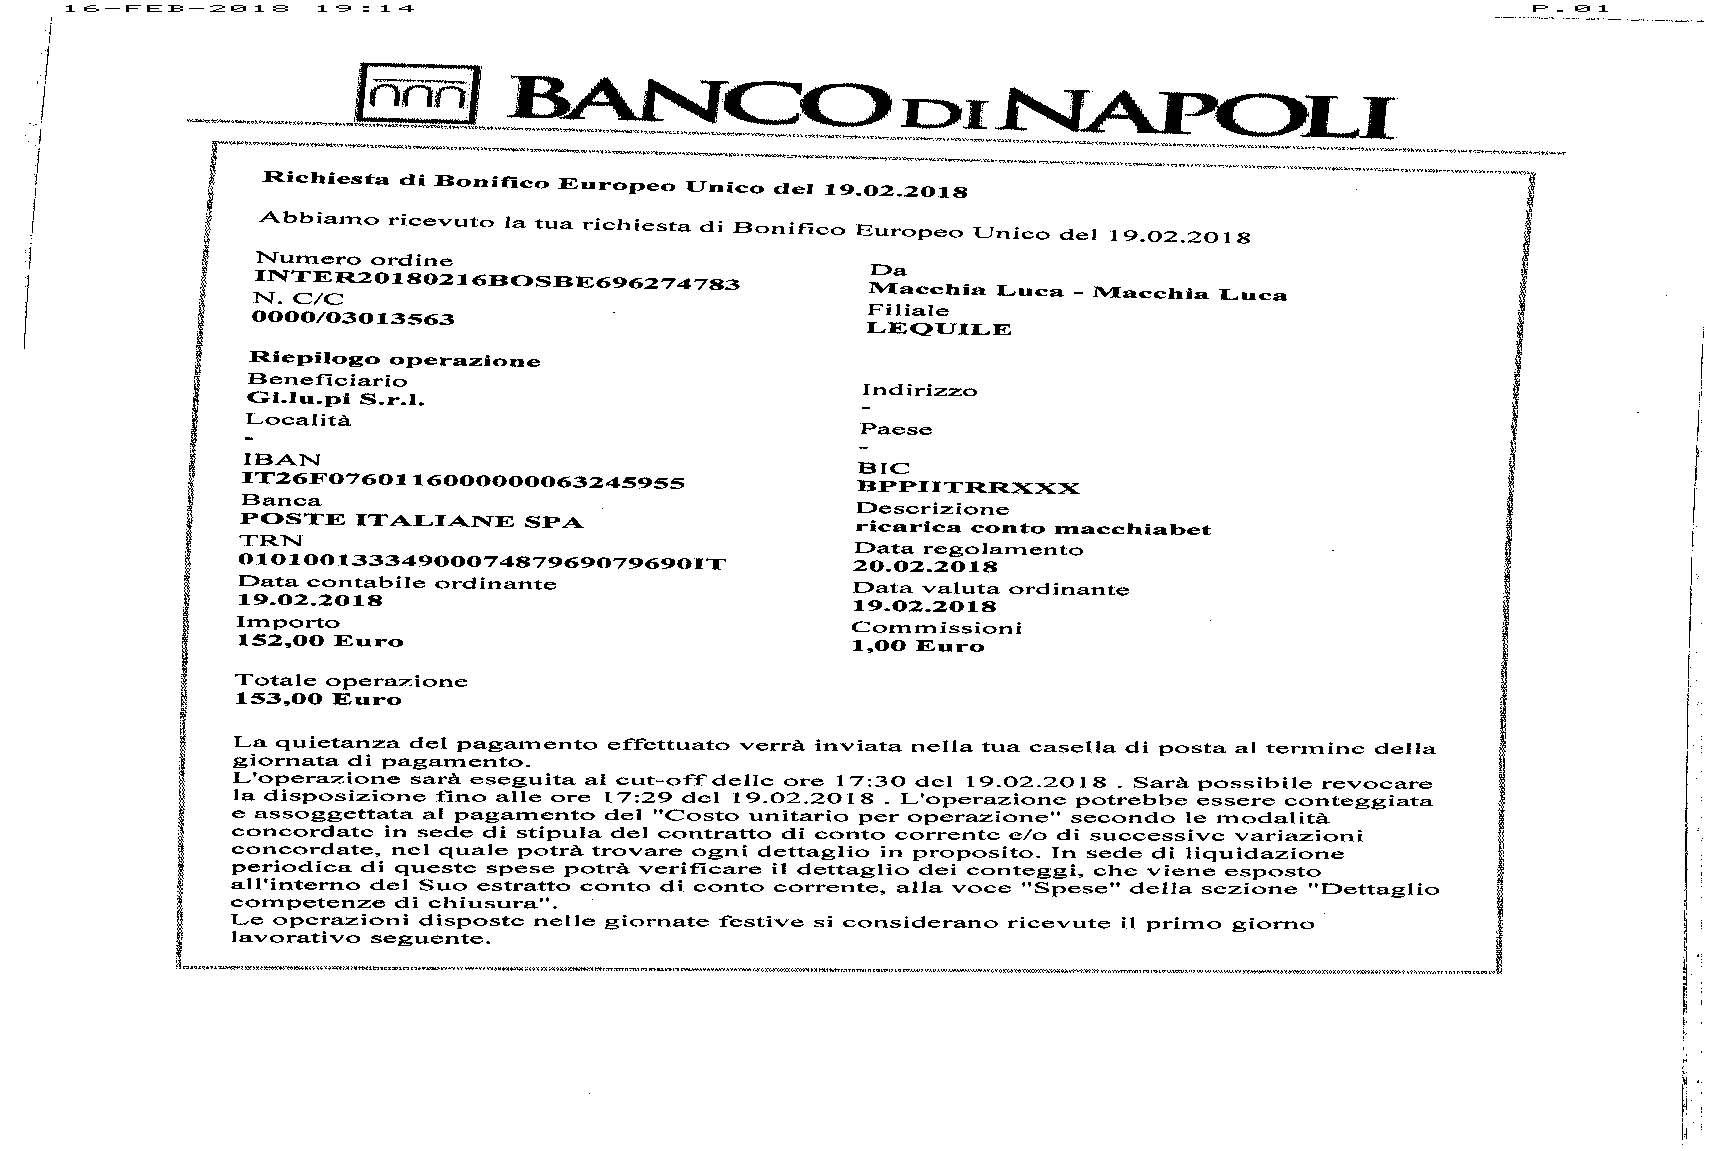 16-FEB-2018 19:14 P.01
BANCO DI NAPOLI
Richiesta di Bonifico Europeo Unico del 19.02.2018
Abbiamo ricevuto la tua richiesta di Bonifico Europeo Unico del 19.02.2018
Numero ordine
INTER20180216BOSBE696274783
N. C/C
0000/03013563
Da
Macchia Luca - Macchia Luca
Filiale
LEQUILE
Riepilogo operazione
Beneficiario
Gi.lu.pi S.r.l.
Indirizzo
-
Località
-
Paese
-
IBAN
IT26F0760116000000063245955
BIC
BPPIITRRXXX
Banca
POSTE ITALIANE SPA
Descrizione
ricarica conto macchiabet
TRN
0101001333490007487969079690IT
Data regolamento
20.02.2018
Data contabile ordinante
19.02.2018
Data valuta ordinante
19.02.2018
Importo
152,00 Euro
Commissioni
1,00 Euro
Totale operazione
153,00 Euro
La quietanza del pagamento effettuato verrà inviata nella tua casella di posta al termine della
giornata di pagamento.
L'operazione sarà eseguita al cut-off delle ore 17:30 del 19.02.2018 . Sarà possibile revocare
la disposizione fino alle ore 17:29 del 19.02.2018 . L'operazione potrebbe essere conteggiata
e assoggettata al pagamento del "Costo unitario per operazione" secondo le modalità
concordate in sede di stipula del contratto di conto corrente e/o di successive variazioni
concordate, nel quale potrà trovare ogni dettaglio in proposito. In sede di liquidazione
periodica di queste spese potrà verificare il dettaglio dei conteggi, che viene esposto
all'interno del Suo estratto conto di conto corrente, alla voce "Spese" della sezione "Dettaglio
competenze di chiusura".
Le operazioni disposte nelle giornate festive si considerano ricevute il primo giorno
lavorativo seguente.